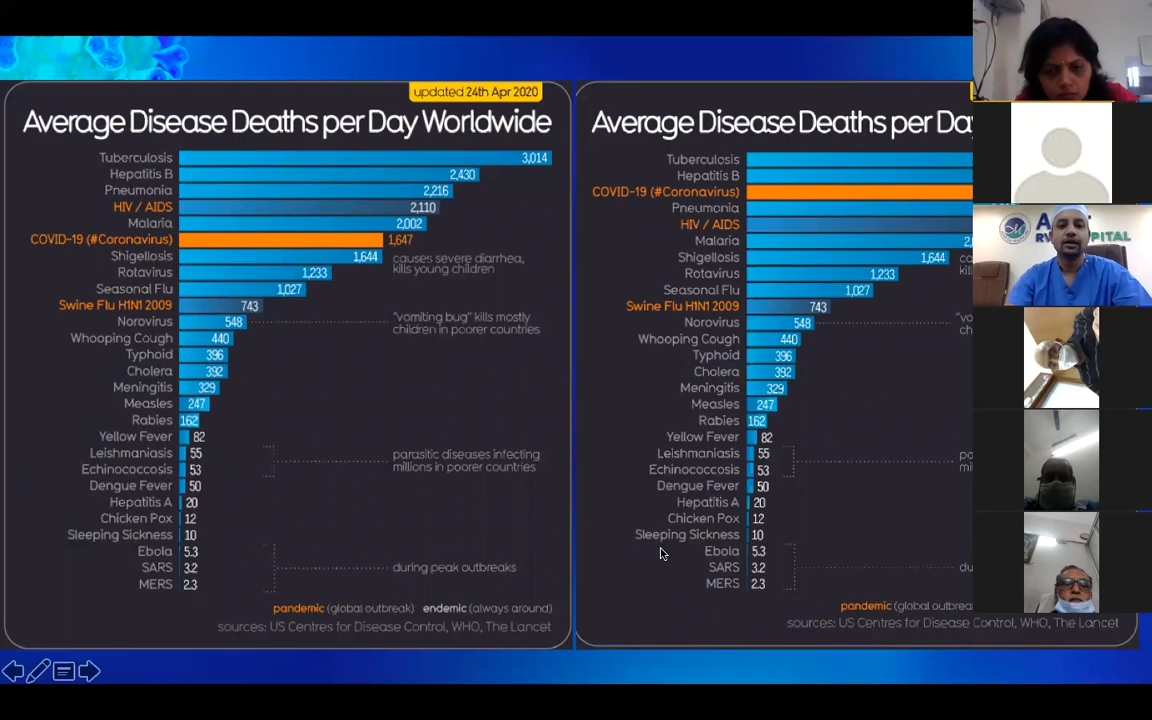 updated 24th Apr 2020
Average Disease Deaths per Day Worldwide
Tuberculosis 3,014
Hepatitis B 2,430
Pneumonia 2,216
HIV / AIDS 2,110
Malaria 2,002
COVID-19 (#Coronavirus) 1,647
Shigellosis 1,644 causes severe diarrhea,
kills young children
Rotavirus 1,233
Seasonal Flu 1,027
Swine Flu H1N1 2009 743
Norovirus 548 "vomiting bug" kills mostly
children in poorer countries
Whooping Cough 440
Typhoid 396
Cholera 392
Meningitis 329
Measles 247
Rabies 162
Yellow Fever 82
Leishmaniasis 55 parasitic diseases infecting
Echinococcosis 53 millions in poorer countries
Dengue Fever 50
Hepatitis A 20
Chicken Pox 12
Sleeping Sickness 10
Ebola 5.3
SARS 3.2 during peak outbreaks
MERS 2.3
pandemic (global outbreak) endemic (always around)
sources: US Centres for Disease Control, WHO, The Lancet
Average Disease Deaths per Day
Tuberculosis
Hepatitis B
COVID-19 (#Coronavirus)
Pneumonia
HIV / AIDS
Malaria
Shigellosis 1,644
Rotavirus 1,233
Seasonal Flu 1,027
Swine Flu H1N1 2009 743
Norovirus 548
Whooping Cough 440
Typhoid 396
Cholera 392
Meningitis 329
Measles 247
Rabies 162
Yellow Fever 82
Leishmaniasis 55
Echinococcosis 53
Dengue Fever 50
Hepatitis A 20
Chicken Pox 12
Sleeping Sickness 10
Ebola 5.3
SARS 3.2
MERS 2.3
pandemic (global outbrea
sources: US Centres for Disease Control, WHO, The Lancet